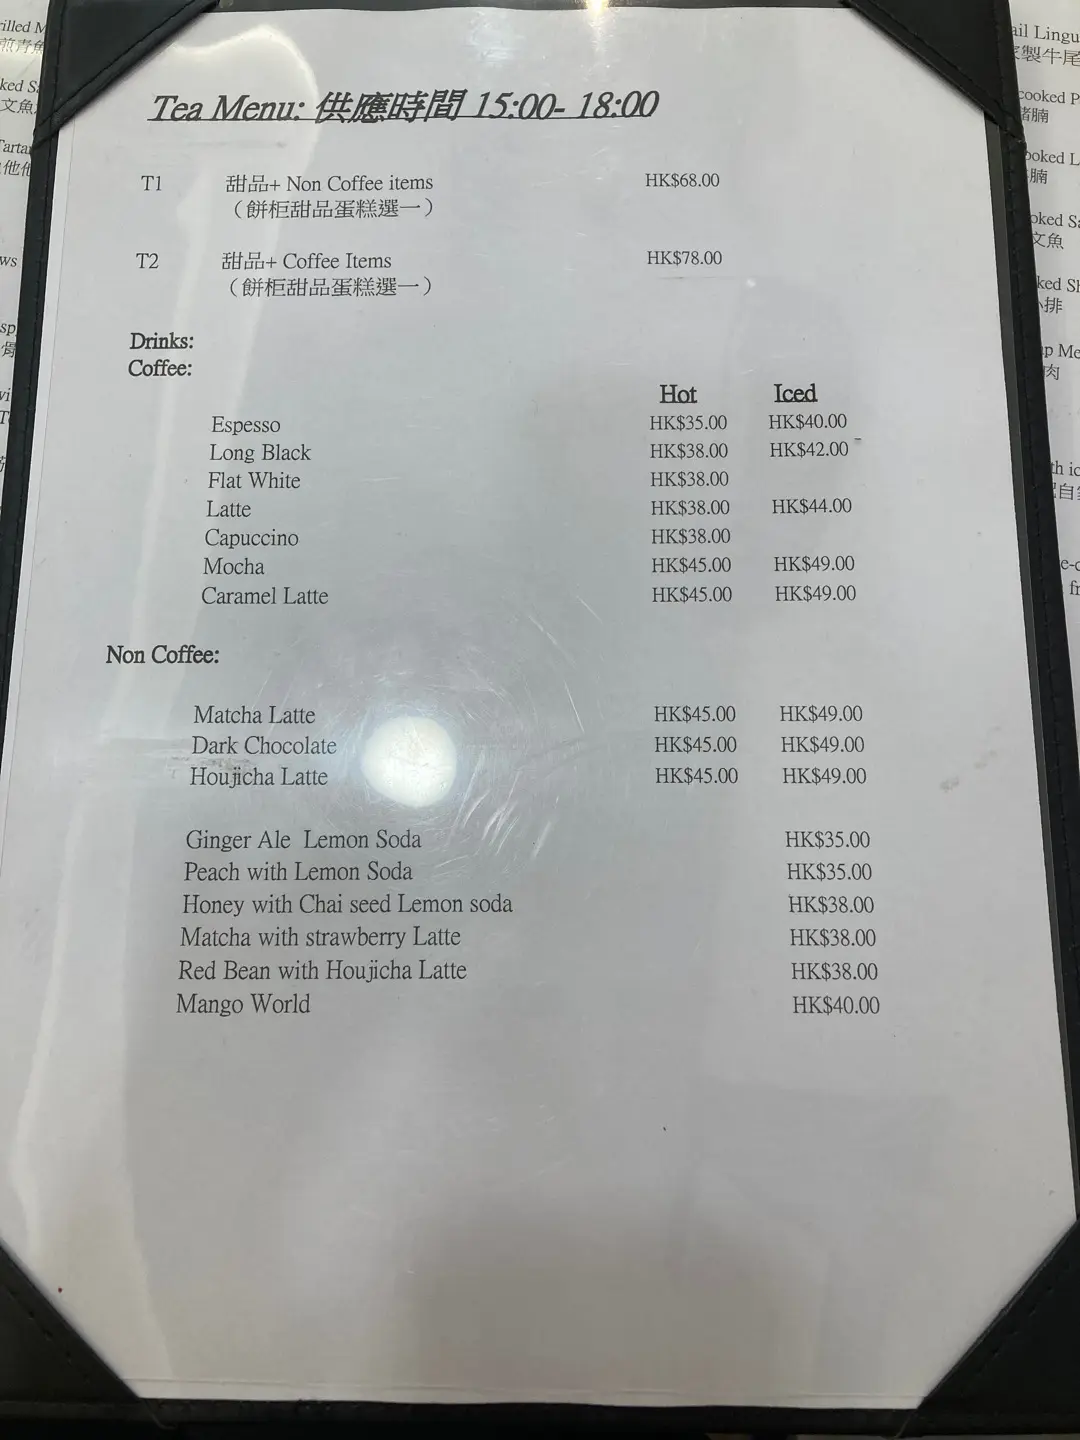 Tea Menu: 供應時間 15:00- 18:00
T1 甜品+ Non Coffee items HK$68.00
（餅柜甜品蛋糕選一）
T2 甜品+ Coffee Items HK$78.00
（餅柜甜品蛋糕選一）
Drinks:
Coffee:
Hot Iced
Espesso HK$35.00 HK$40.00
Long Black HK$38.00 HK$42.00
Flat White HK$38.00
Latte HK$38.00 HK$44.00
Capuccino HK$38.00
Mocha HK$45.00 HK$49.00
Caramel Latte HK$45.00 HK$49.00
Non Coffee:
Matcha Latte HK$45.00 HK$49.00
Dark Chocolate HK$45.00 HK$49.00
Houjicha Latte HK$45.00 HK$49.00
Ginger Ale Lemon Soda HK$35.00
Peach with Lemon Soda HK$35.00
Honey with Chai seed Lemon soda HK$38.00
Matcha with strawberry Latte HK$38.00
Red Bean with Houjicha Latte HK$38.00
Mango World HK$40.00